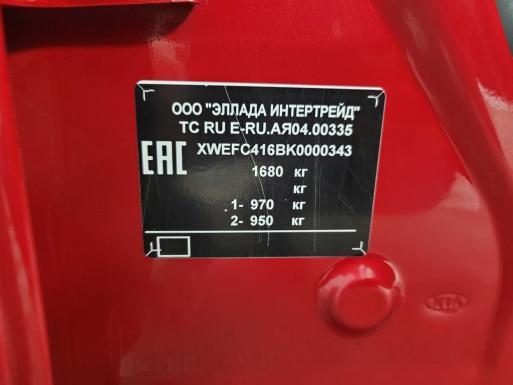 ООО "ЭЛЛАДА ИНТЕРТРЕЙД"
ТС RU E-RU.АЯ04.00335
EAC
XWEFC416BK0000343
1680 кг
кг
1- 970 кг
2- 950 кг
KIA